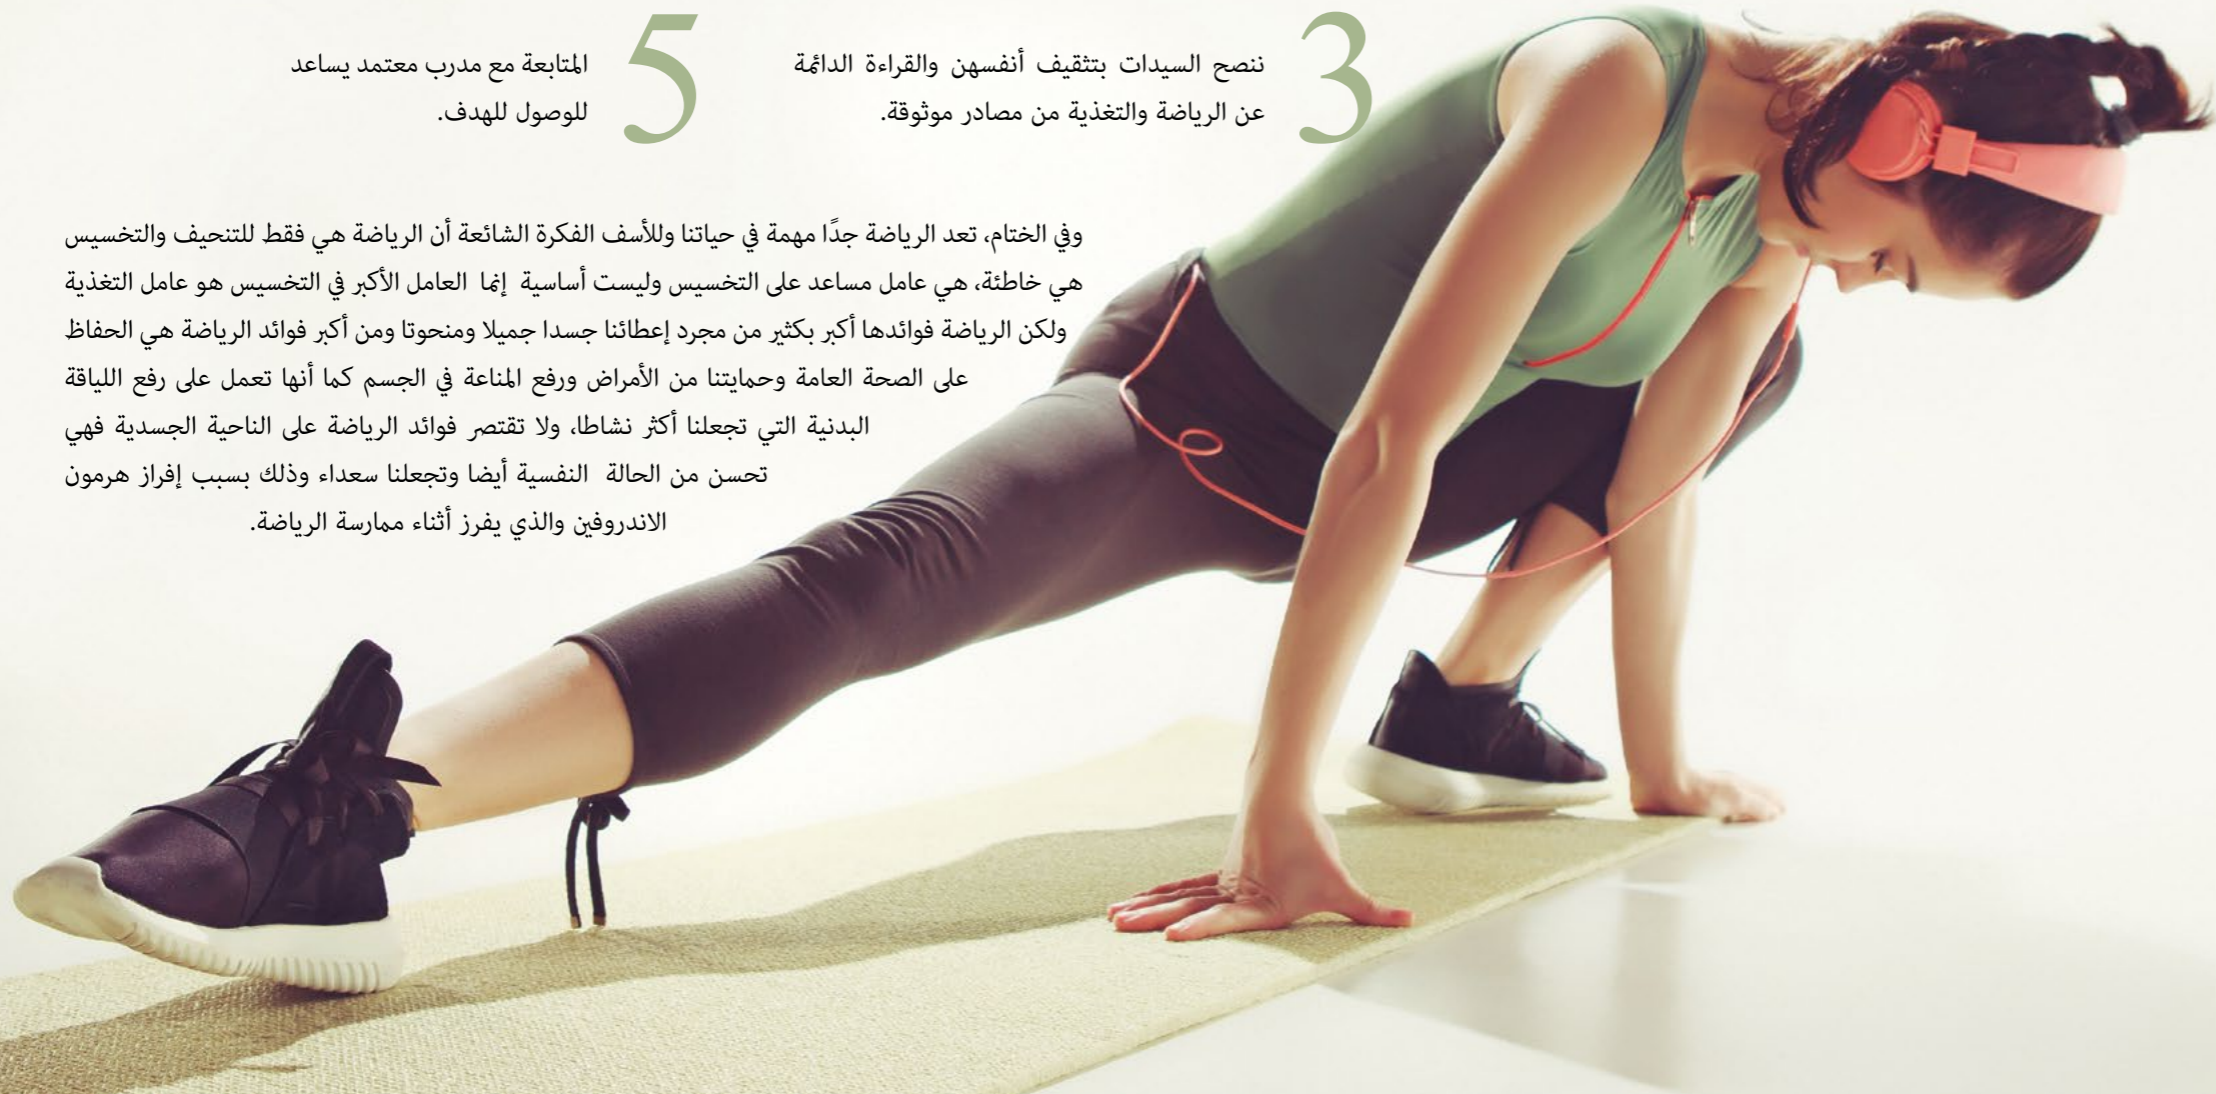 3
ننصح السيدات بتثقيف أنفسهن والقراءة الدائمة
عن الرياضة والتغذية من مصادر موثوقة.
5
المتابعة مع مدرب معتمد يساعد
للوصول للهدف.
وفي الختام، تعد الرياضة جدًا مهمة في حياتنا وللأسف الفكرة الشائعة أن الرياضة هي فقط للتنحيف والتخسيس
هي خاطئة، هي عامل مساعد على التخسيس وليست أساسية إنما العامل الأكبر في التخسيس هو عامل التغذية
ولكن الرياضة فوائدها أكبر بكثير من مجرد إعطائنا جسدا جميلا ومنحوتا ومن أكبر فوائد الرياضة هي الحفاظ
على الصحة العامة وحمايتنا من الأمراض ورفع المناعة في الجسم كما أنها تعمل على رفع اللياقة
البدنية التي تجعلنا أكثر نشاطا، ولا تقتصر فوائد الرياضة على الناحية الجسدية فهي
تحسن من الحالة النفسية أيضا وتجعلنا سعداء وذلك بسبب إفراز هرمون
الاندروفين والذي يفرز أثناء ممارسة الرياضة.